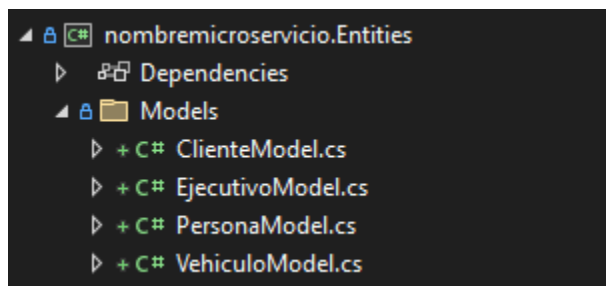 C# nombremicroservicio.Entities
Dependencies
Models
+ C# ClienteModel.cs
+ C# EjecutivoModel.cs
+ C# PersonaModel.cs
+ C# VehiculoModel.cs